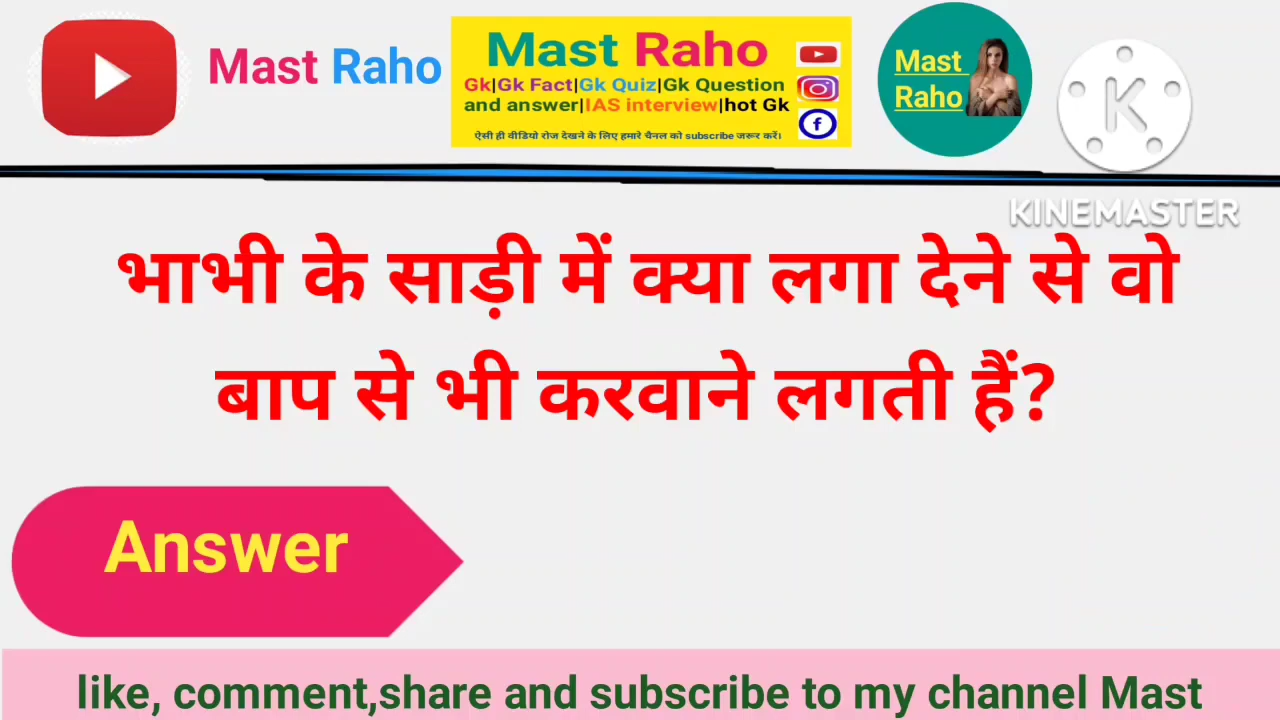 Mast Raho
Mast Raho
Gk|Gk Fact|Gk Quiz|Gk Question
and answer|IAS interview|hot Gk
ऐसी ही वीडियो रोज देखने के लिए हमारे चैनल को subscribe जरूर करें।
Mast
Raho
K
KINEMASTER
भाभी के साड़ी में क्या लगा देने से वो
बाप से भी करवाने लगती हैं?
Answer
like, comment,share and subscribe to my channel Mast